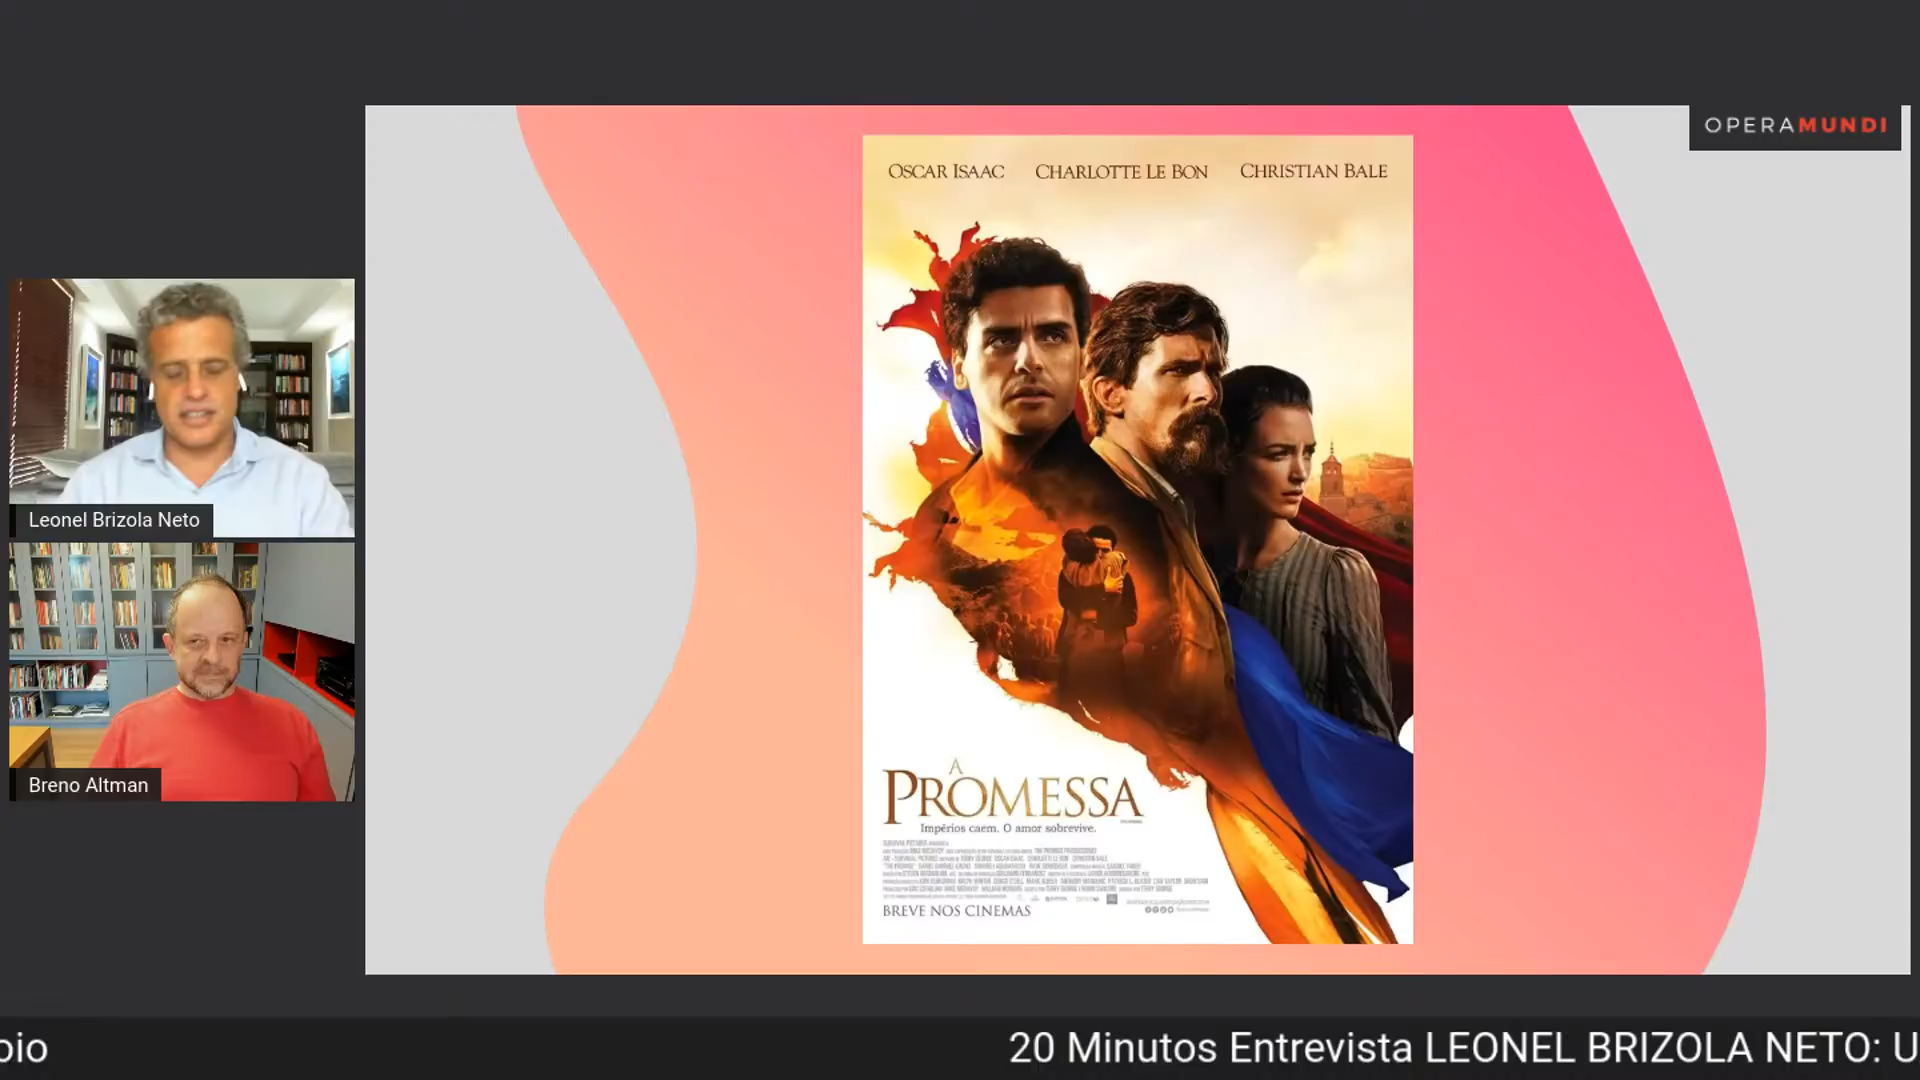 OPERAMUNDI
OSCAR ISAAC CHARLOTTE LE BON CHRISTIAN BALE
Leonel Brizola Neto
Breno Altman
A
PROMESSA
Impérios caem. O amor sobrevive.
BREVE NOS CINEMAS
oio 20 Minutos Entrevista LEONEL BRIZOLA NETO: U